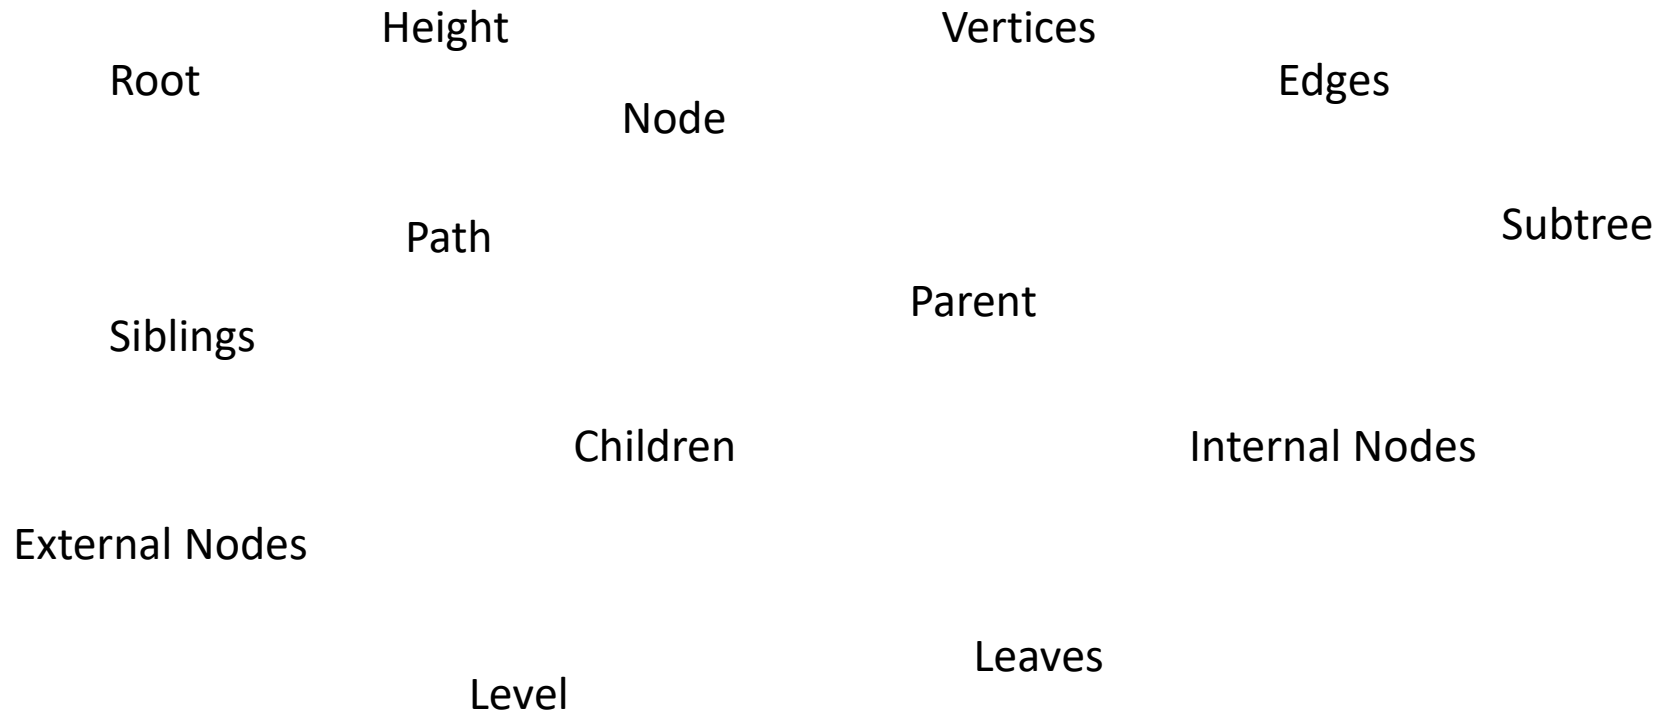 Height
Vertices
Root
Edges
Node
Path
Subtree
Parent
Siblings
Children
Internal Nodes
External Nodes
Leaves
Level